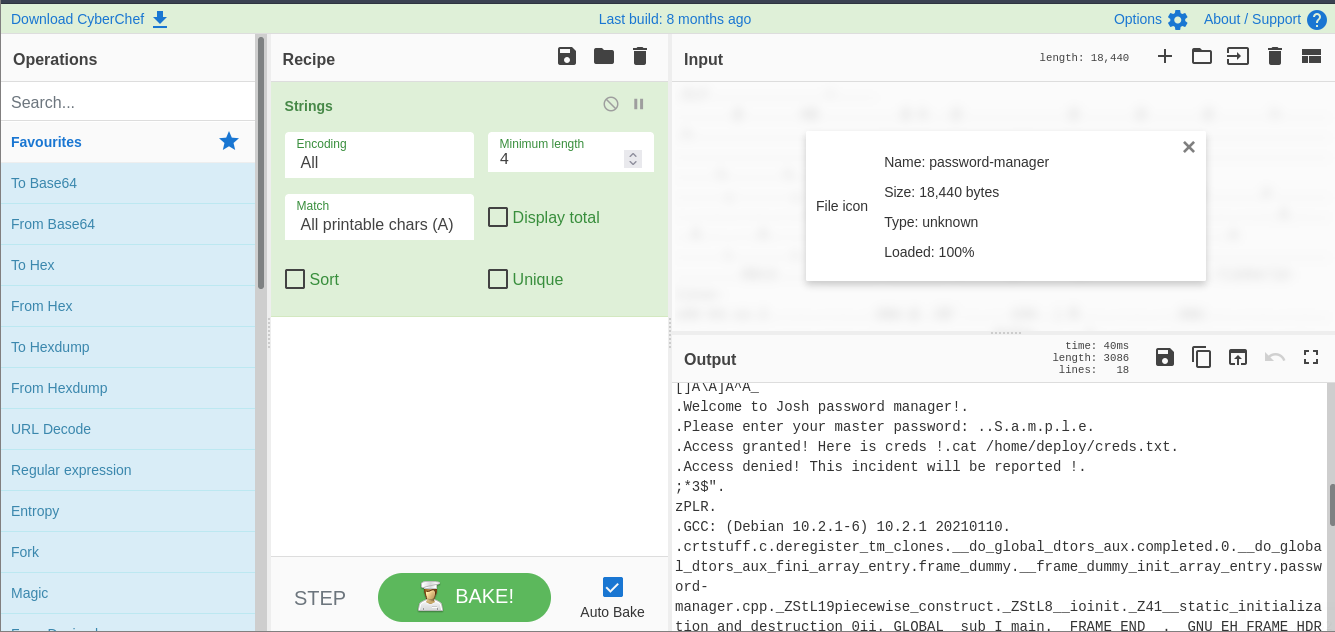 Download CyberChef
Last build: 8 months ago
Options
About / Support
Operations
Search...
Favourites
To Base64
From Base64
To Hex
From Hex
To Hexdump
From Hexdump
URL Decode
Regular expression
Entropy
Fork
Magic
Recipe
Strings
Encoding
All
Minimum length
4
Match
All printable chars (A)
Display total
Sort
Unique
STEP
BAKE!
Auto Bake
Input
length: 18,440
File icon
Name: password-manager
Size: 18,440 bytes
Type: unknown
Loaded: 100%
Output
time: 40ms
length: 3086
lines: 18
[]A\A]A^A_
.Welcome to Josh password manager!.
.Please enter your master password: ..S.a.m.p.l.e.
.Access granted! Here is creds !.cat /home/deploy/creds.txt.
.Access denied! This incident will be reported !.
;*3$".
zPLR.
.GCC: (Debian 10.2.1-6) 10.2.1 20210110.
.crtstuff.c.deregister_tm_clones.__do_global_dtors_aux.completed.0.__do_globa
l_dtors_aux_fini_array_entry.frame_dummy.__frame_dummy_init_array_entry.passw
ord-
manager.cpp._ZStL19piecewise_construct._ZStL8__ioinit._Z41__static_initializa
tion_and_destruction_0ii._GLOBAL__sub_I_main.__FRAME_END__.__GNU_EH_FRAME_HDR